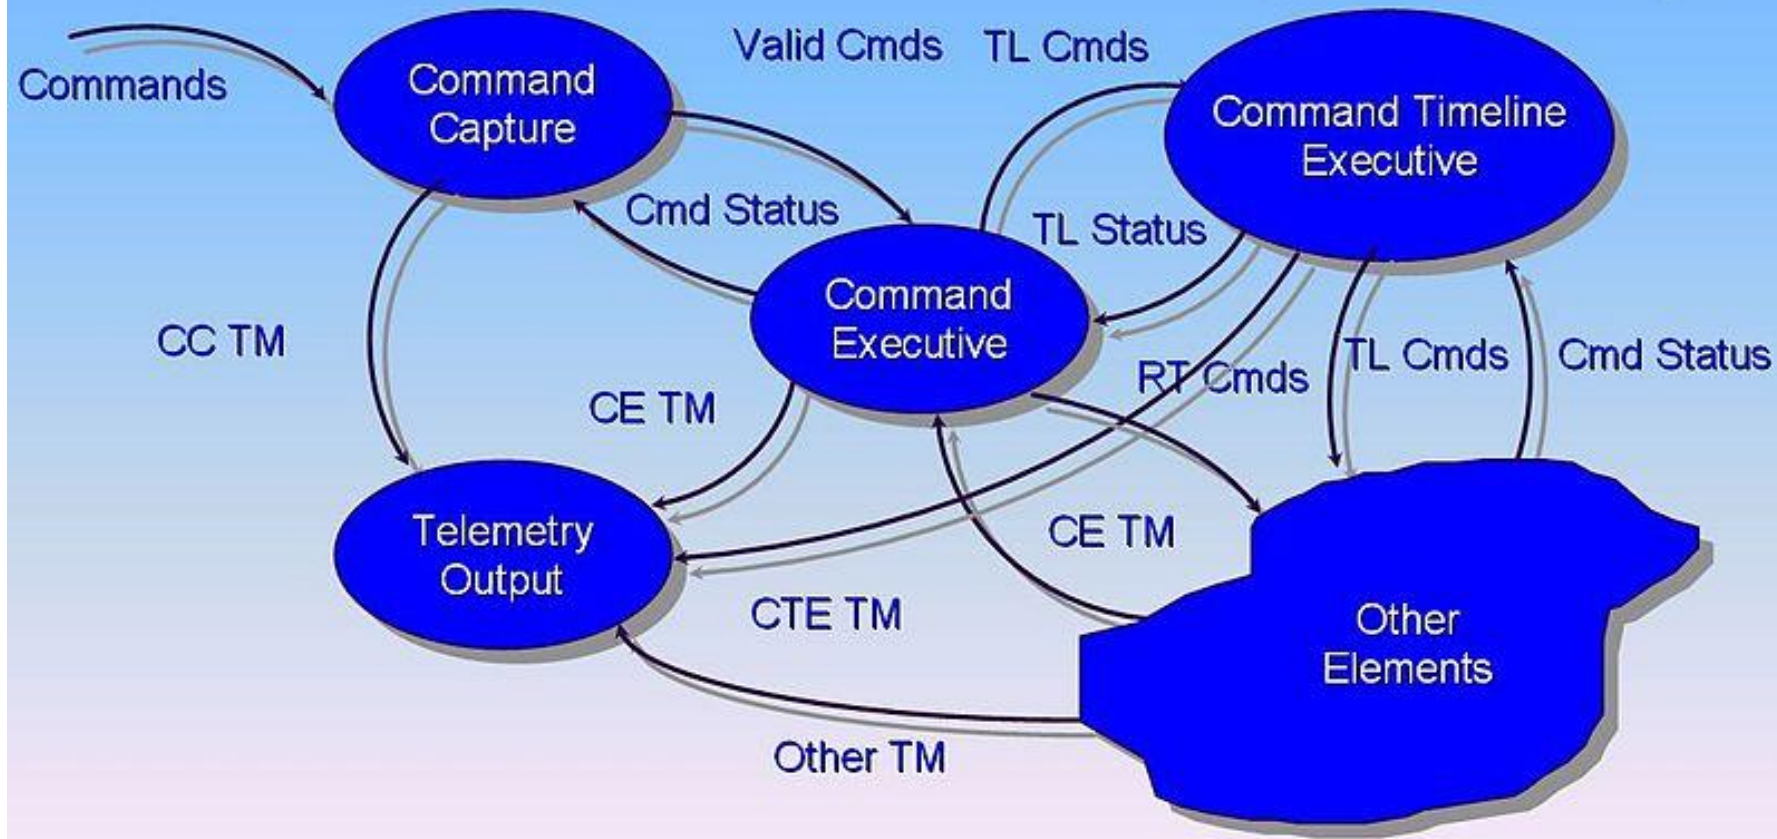 Commands
Command
Capture
Valid Cmds
TL Cmds
Command Timeline
Executive
Cmd Status
TL Status
Command
Executive
CC TM
CE TM
RT Cmds
TL Cmds
Cmd Status
Telemetry
Output
CE TM
CTE TM
Other
Elements
Other TM